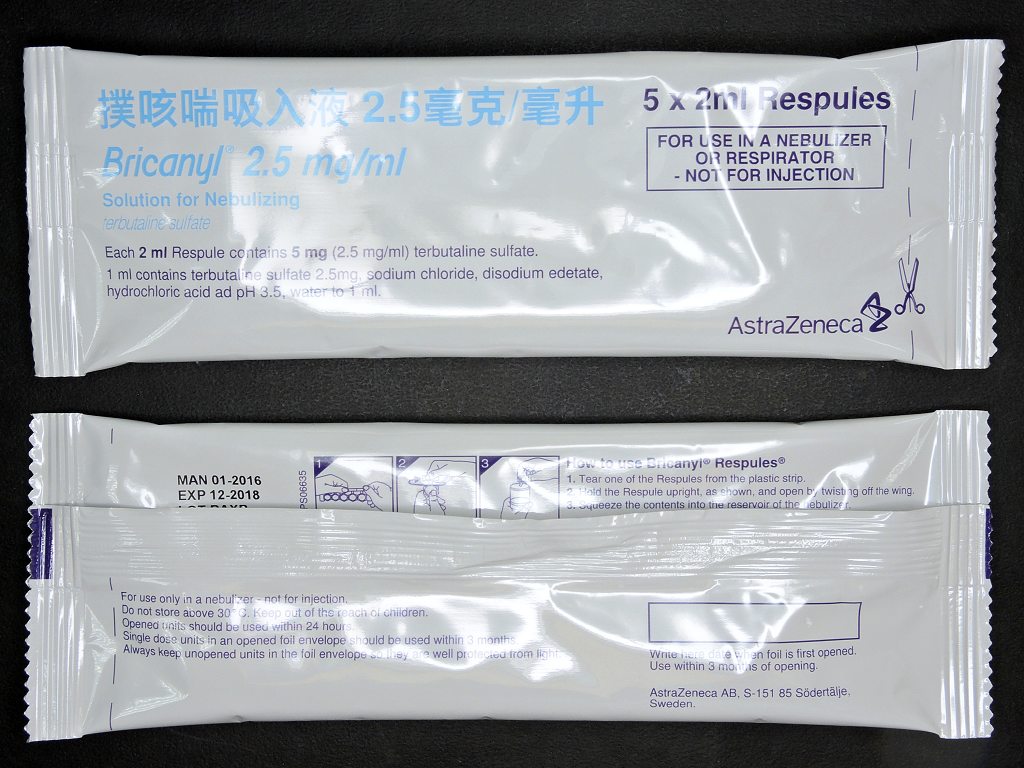 撲咳喘吸入液 2.5毫克/毫升
Bricanyl® 2.5 mg/ml
Solution for Nebulizing
terbutaline sulfate
Each 2 ml Respule contains 5 mg (2.5 mg/ml) terbutaline sulfate.
1 ml contains terbutaline sulfate 2.5mg, sodium chloride, disodium edetate,
hydrochloric acid ad pH 3.5, water to 1 ml.
5 x 2ml Respules
FOR USE IN A NEBULIZER
OR RESPIRATOR
- NOT FOR INJECTION
AstraZeneca
MAN 01-2016
EXP 12-2018
PS06635
1
2
3
How to use Bricanyl® Respules®
1. Tear one of the Respules from the plastic strip.
2. Hold the Respule upright, as shown, and open by twisting off the wing.
3. Squeeze the contents into the reservoir of the nebulizer.
For use only in a nebulizer - not for injection.
Do not store above 30°C. Keep out of the reach of children.
Opened units should be used within 24 hours.
Single dose units in an opened foil envelope should be used within 3 months.
Always keep unopened units in the foil envelope so they are well protected from light.
Write here date when foil is first opened.
Use within 3 months of opening.
AstraZeneca AB, S-151 85 Södertälje,
Sweden.